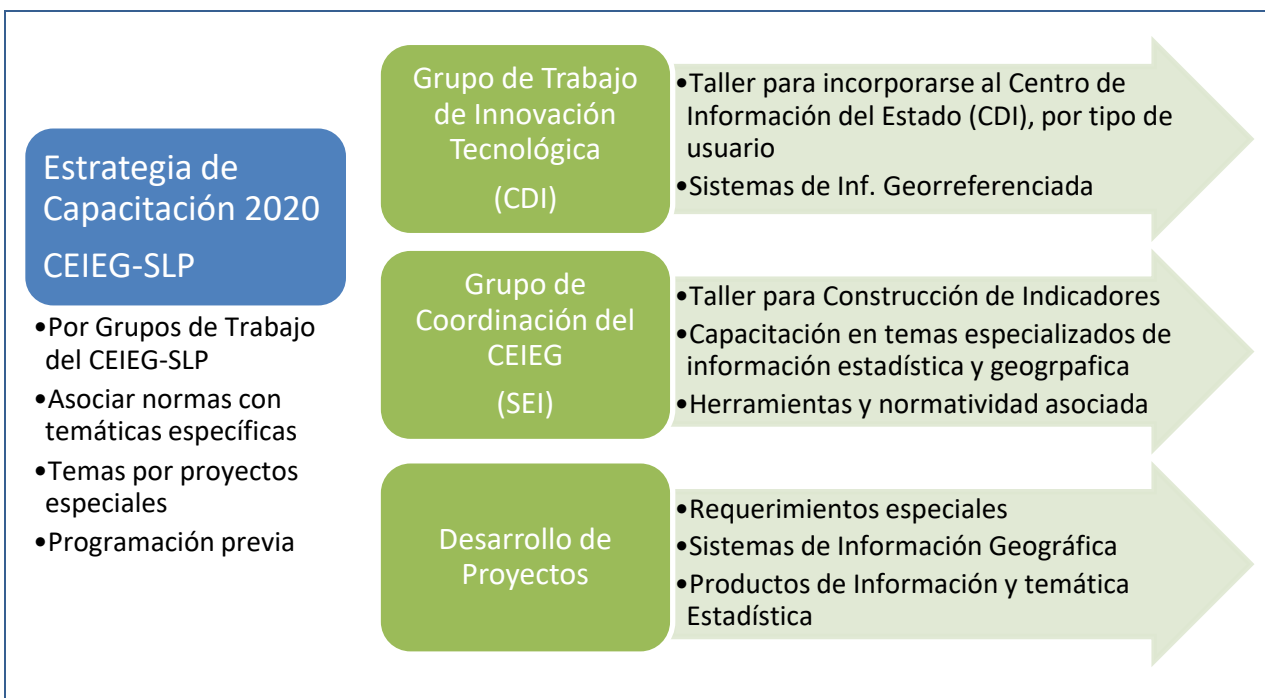 Estrategia de
Capacitación 2020
CEIEG-SLP
•Por Grupos de Trabajo
del CEIEG-SLP
•Asociar normas con
temáticas específicas
•Temas por proyectos
especiales
•Programación previa
Grupo de Trabajo
de Innovación
Tecnológica
(CDI)
•Taller para incorporarse al Centro de
Información del Estado (CDI), por tipo de
usuario
•Sistemas de Inf. Georreferenciada
Grupo de
Coordinación del
CEIEG
(SEI)
•Taller para Construcción de Indicadores
•Capacitación en temas especializados de
información estadística y geogrpafica
•Herramientas y normatividad asociada
Desarrollo de
Proyectos
•Requerimientos especiales
•Sistemas de Información Geográfica
•Productos de Información y temática
Estadística